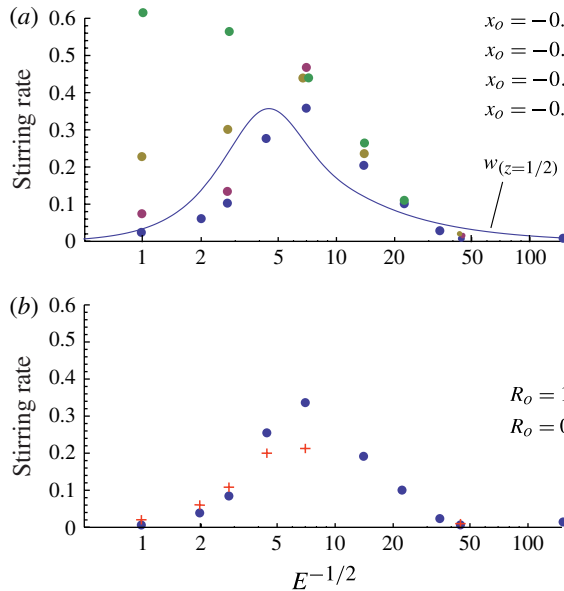 (a) 0.6
0.5
0.4
0.3
0.2
0.1
0
Stirring rate
x_o = −0.
x_o = −0.
x_o = −0.
x_o = −0.
w_(z=1/2)
1 2 5 10 20 50 100
(b) 0.6
0.5
0.4
0.3
0.2
0.1
0
Stirring rate
R_o = 1
R_o = 0
1 2 5 10 20 50 100
E^{−1/2}